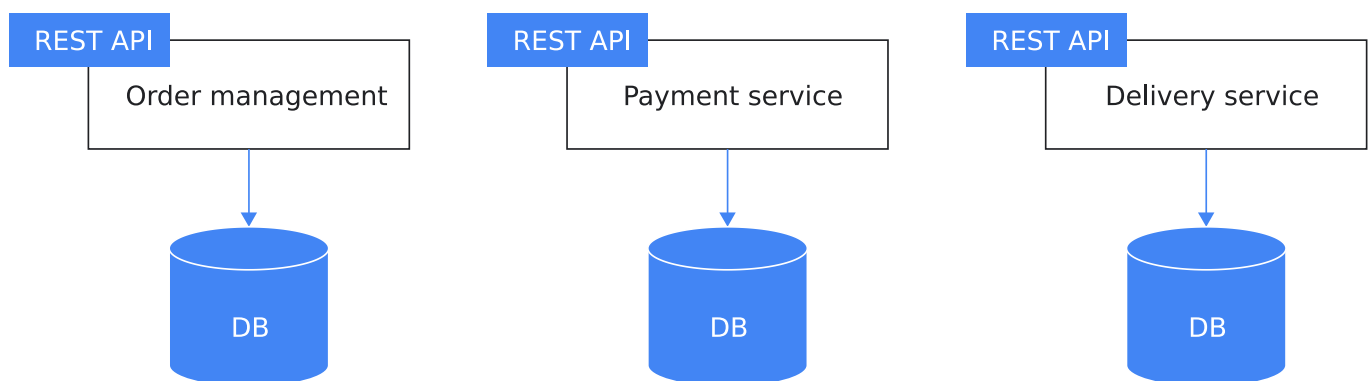 REST API
Order management
DB
REST API
Payment service
DB
REST API
Delivery service
DB